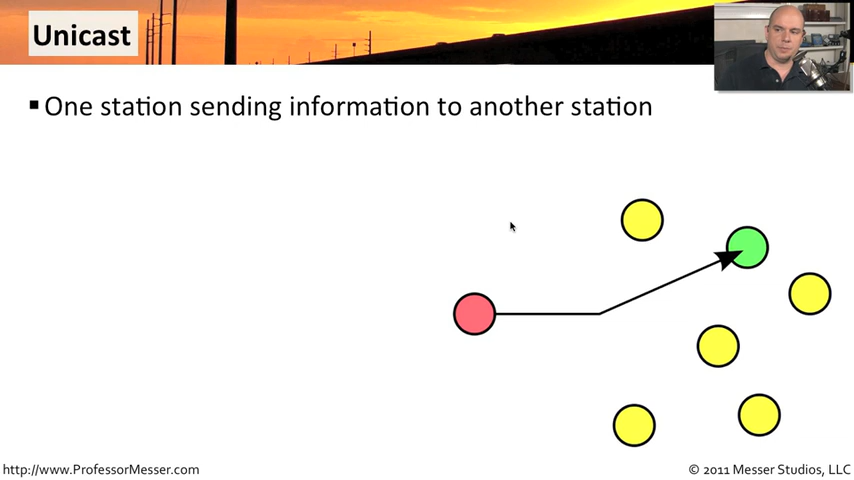 Unicast
▪ One station sending information to another station
http://www.ProfessorMesser.com
© 2011 Messer Studios, LLC